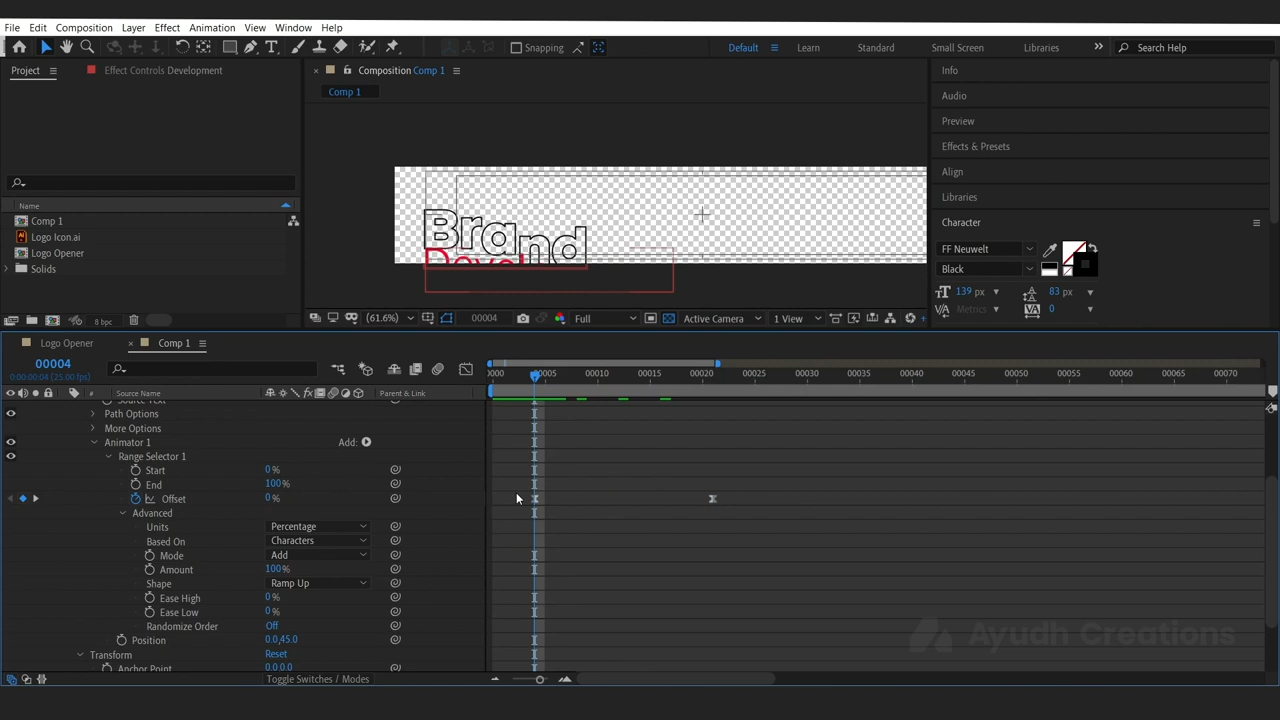 File Edit Composition Layer Effect Animation View Window Help
Snapping Default Learn Standard Small Screen Libraries Search Help
Project Effect Controls Development
Composition Comp 1
Comp 1
Info
Audio
Preview
Effects & Presets
Align
Libraries
Character
Name
Comp 1
Logo Icon.ai
Logo Opener
Solids
Brand
FF Neuwelt
Black
139 px 83 px
Metrics 0
8 bpc
(61.6%) 00004 Full Active Camera 1 View
Logo Opener Comp 1
00004
0:00:00:04 (25.00 fps)
0000 00005 00010 00015 00020 00025 00030 00035 00040 00045 00050 00055 00060 00065 00070
# Source Name Parent & Link
Source Text
Path Options
More Options
Animator 1 Add:
Range Selector 1
Start 0 %
End 100 %
Offset 0 %
Advanced
Units Percentage
Based On Characters
Mode Add
Amount 100 %
Shape Ramp Up
Ease High 0 %
Ease Low 0 %
Randomize Order Off
Position 0.0,45.0
Transform Reset
Anchor Point 0.0,0.0
Toggle Switches / Modes
Ayudh Creations